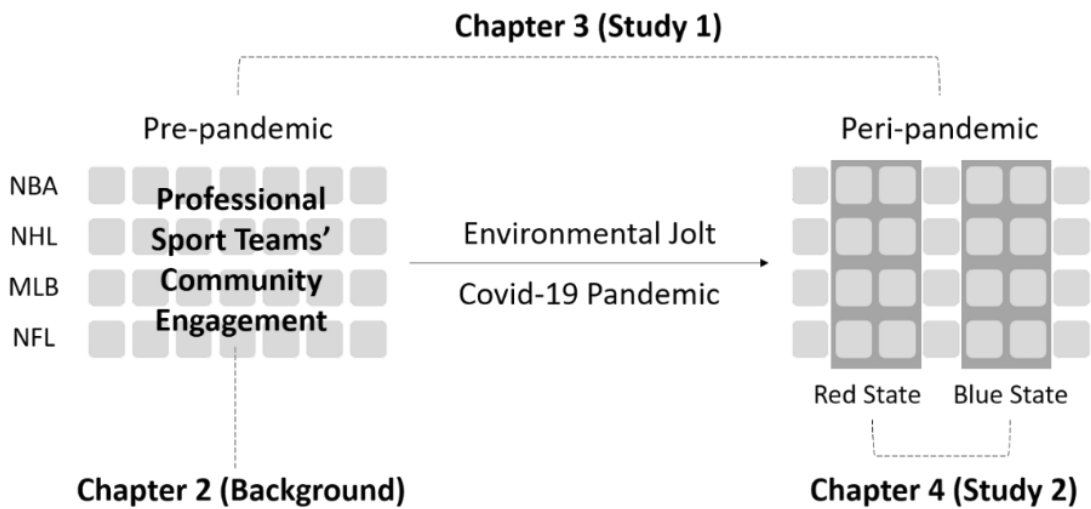 Chapter 3 (Study 1)
Pre-pandemic
Peri-pandemic
NBA
NHL
MLB
NFL
Professional
Sport Teams’
Community
Engagement
Environmental Jolt
Covid-19 Pandemic
Red State
Blue State
Chapter 2 (Background)
Chapter 4 (Study 2)